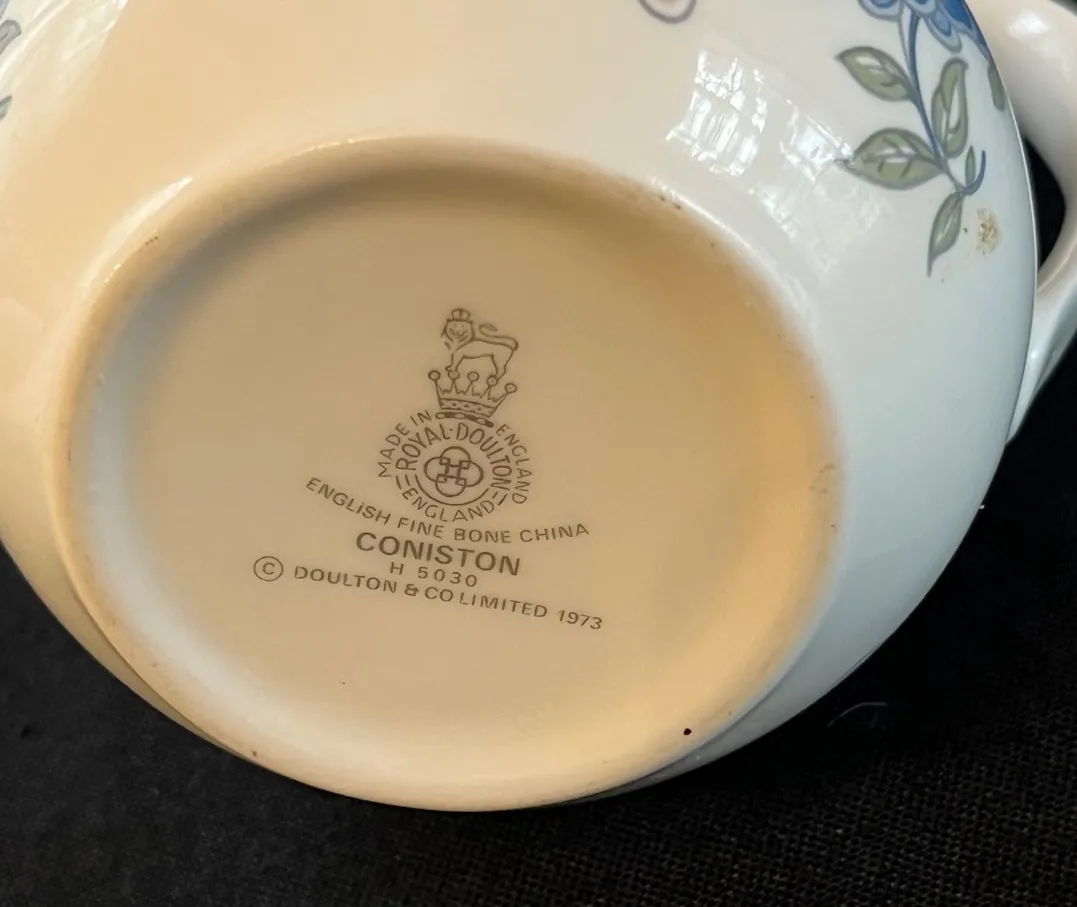 MADE IN ENGLAND
ROYAL·DOULTON
ENGLAND
ENGLISH FINE BONE CHINA
CONISTON
H 5030
© DOULTON & CO LIMITED 1973